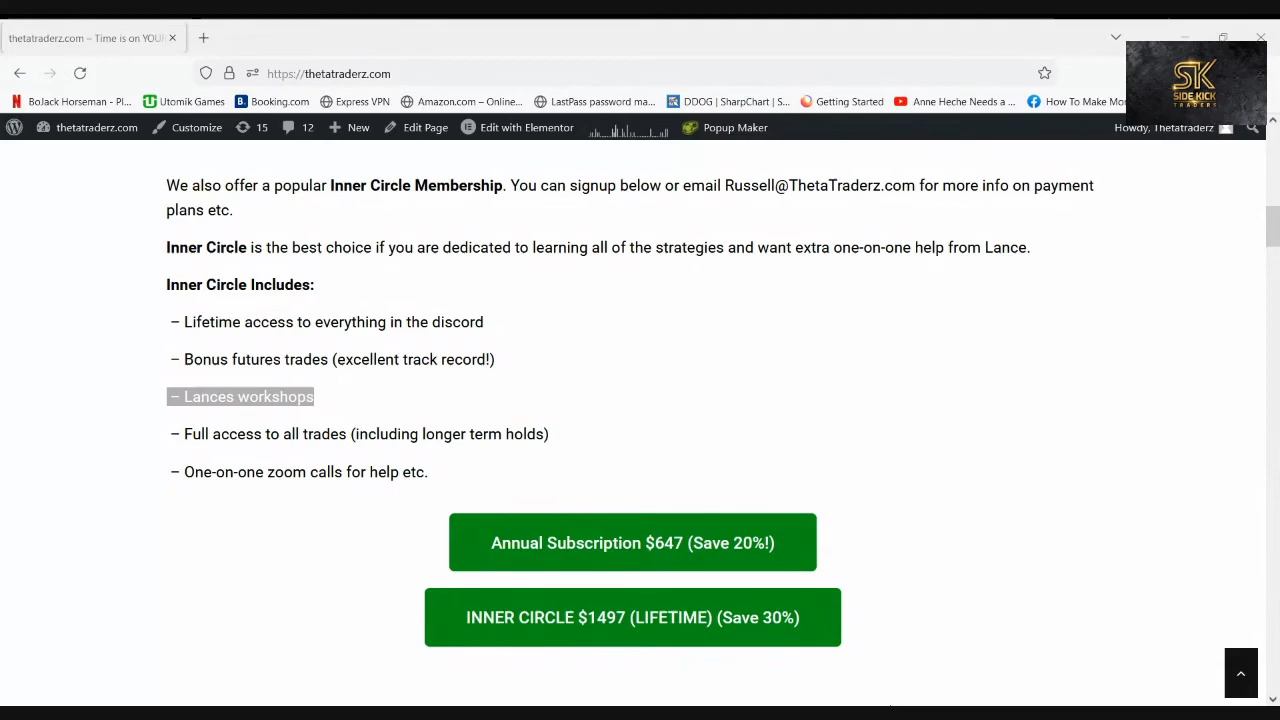 thetatraderz.com – Time is on YOU
https://thetatraderz.com
BoJack Horseman - Pl... Utomik Games Booking.com Express VPN Amazon.com Online... LastPass password ma... DDOG | SharpChart | S... Getting Started Anne Heche Needs a ... How To Make Mo
SK
SIDE KICK
TRADERS
thetatraderz.com Customize 15 12 New Edit Page Edit with Elementor Popup Maker Howdy, Thetatraderz
We also offer a popular Inner Circle Membership. You can signup below or email Russell@ThetaTraderz.com for more info on payment
plans etc.
Inner Circle is the best choice if you are dedicated to learning all of the strategies and want extra one-on-one help from Lance.
Inner Circle Includes:
– Lifetime access to everything in the discord
– Bonus futures trades (excellent track record!)
– Lances workshops
– Full access to all trades (including longer term holds)
– One-on-one zoom calls for help etc.
Annual Subscription $647 (Save 20%!)
INNER CIRCLE $1497 (LIFETIME) (Save 30%)